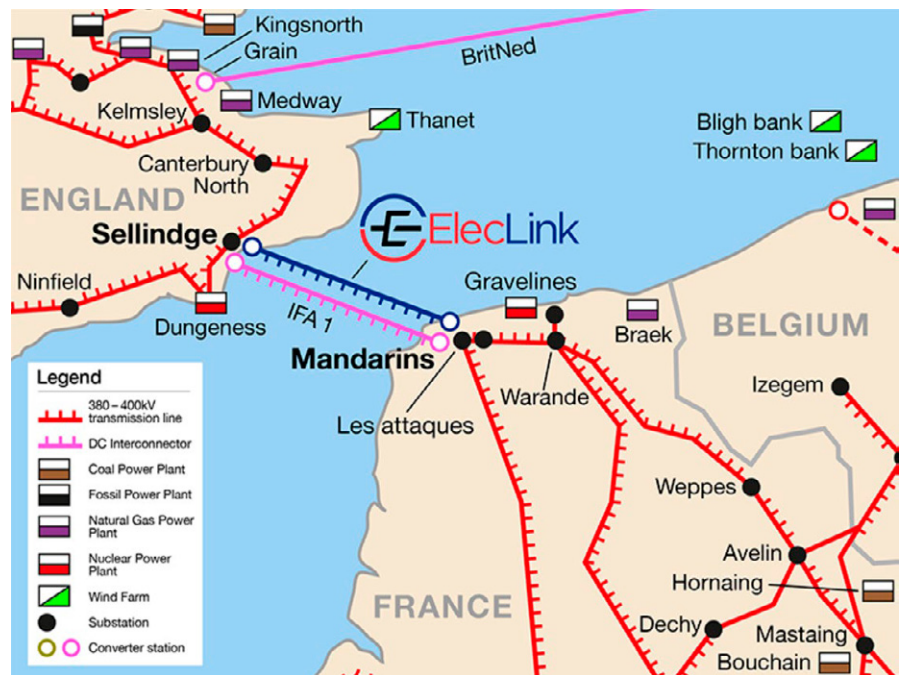 Kingsnorth
Grain
BritNed
Kelmsley
Medway
Thanet
Bligh bank
Thornton bank
Canterbury
North
ENGLAND
Sellindge
ElecLink
Ninfield
Dungeness
IFA 1
Gravelines
Braek
BELGIUM
Mandarins
Warande
Izegem
Les attaques
Weppes
Avelin
Hornaing
FRANCE
Dechy
Mastaing
Bouchain
Legend
380–400kV
transmission line
DC Interconnector
Coal Power Plant
Fossil Power Plant
Natural Gas Power
Plant
Nuclear Power
Plant
Wind Farm
Substation
Converter station